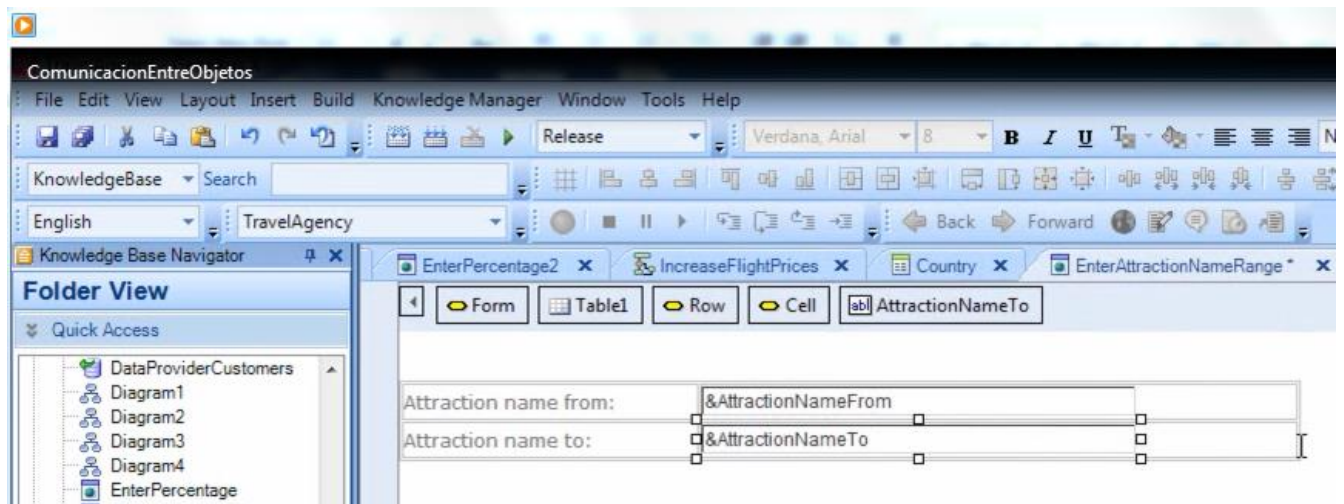 ComunicacionEntreObjetos
File Edit View Layout Insert Build Knowledge Manager Window Tools Help
Release Verdana, Arial 8 B I U
KnowledgeBase Search
English TravelAgency Back Forward
Knowledge Base Navigator
EnterPercentage2 IncreaseFlightPrices Country EnterAttractionNameRange*
Folder View
Form Table1 Row Cell abl AttractionNameTo
Quick Access
DataProviderCustomers
Diagram1
Diagram2
Diagram3
Diagram4
EnterPercentage
Attraction name from: &AttractionNameFrom
Attraction name to: &AttractionNameTo